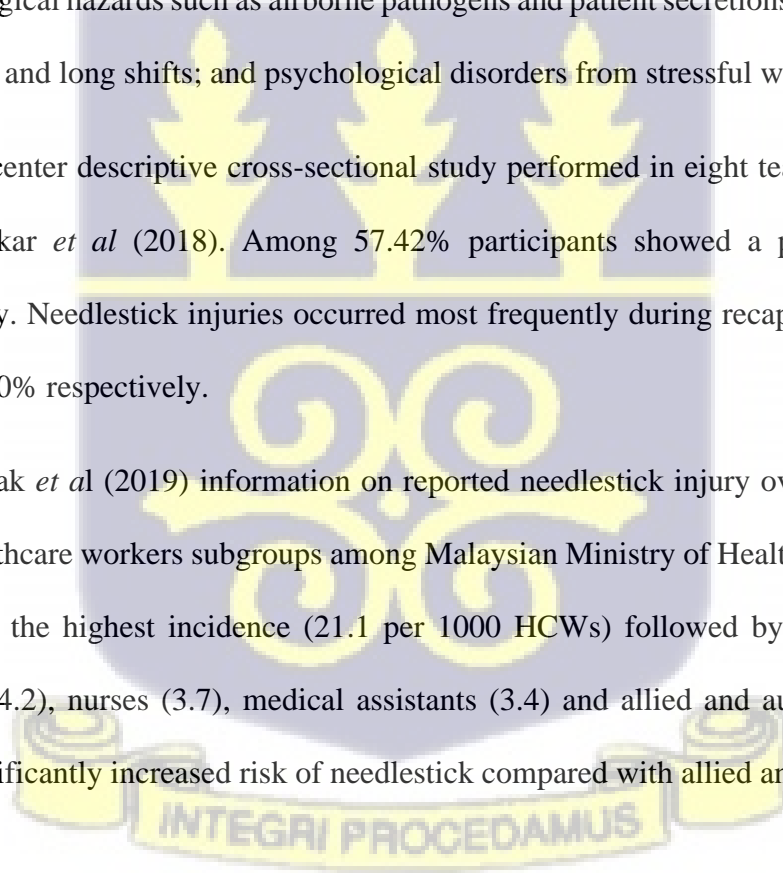 gical hazards such as airborne pathogens and patient secretions
and long shifts; and psychological disorders from stressful w
center descriptive cross-sectional study performed in eight tea
kar et al (2018). Among 57.42% participants showed a p
y. Needlestick injuries occurred most frequently during recap
0% respectively.
ak et al (2019) information on reported needlestick injury ov
thcare workers subgroups among Malaysian Ministry of Healt
the highest incidence (21.1 per 1000 HCWs) followed by
4.2), nurses (3.7), medical assistants (3.4) and allied and au
ificantly increased risk of needlestick compared with allied an
INTEGRI PROCEDAMUS